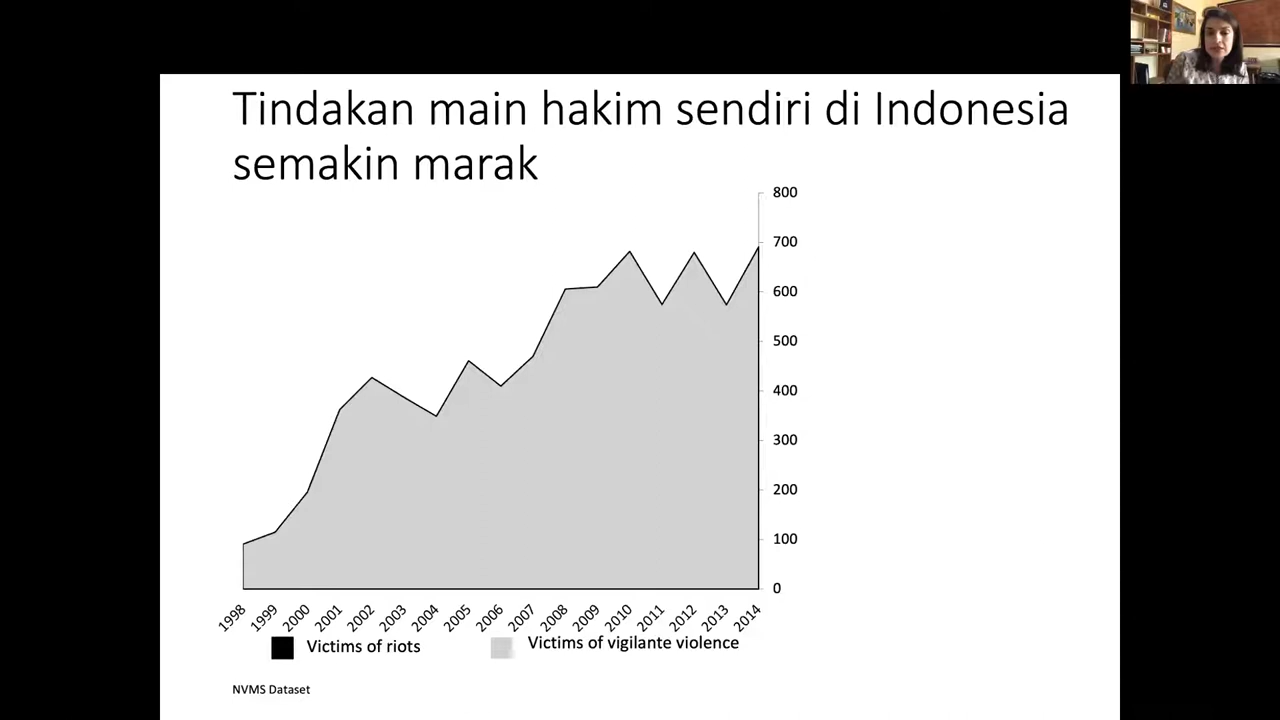 Tindakan main hakim sendiri di Indonesia
semakin marak
800
700
600
500
400
300
200
100
0
1998 1999 2000 2001 2002 2003 2004 2005 2006 2007 2008 2009 2010 2011 2012 2013 2014
Victims of riots Victims of vigilante violence
NVMS Dataset